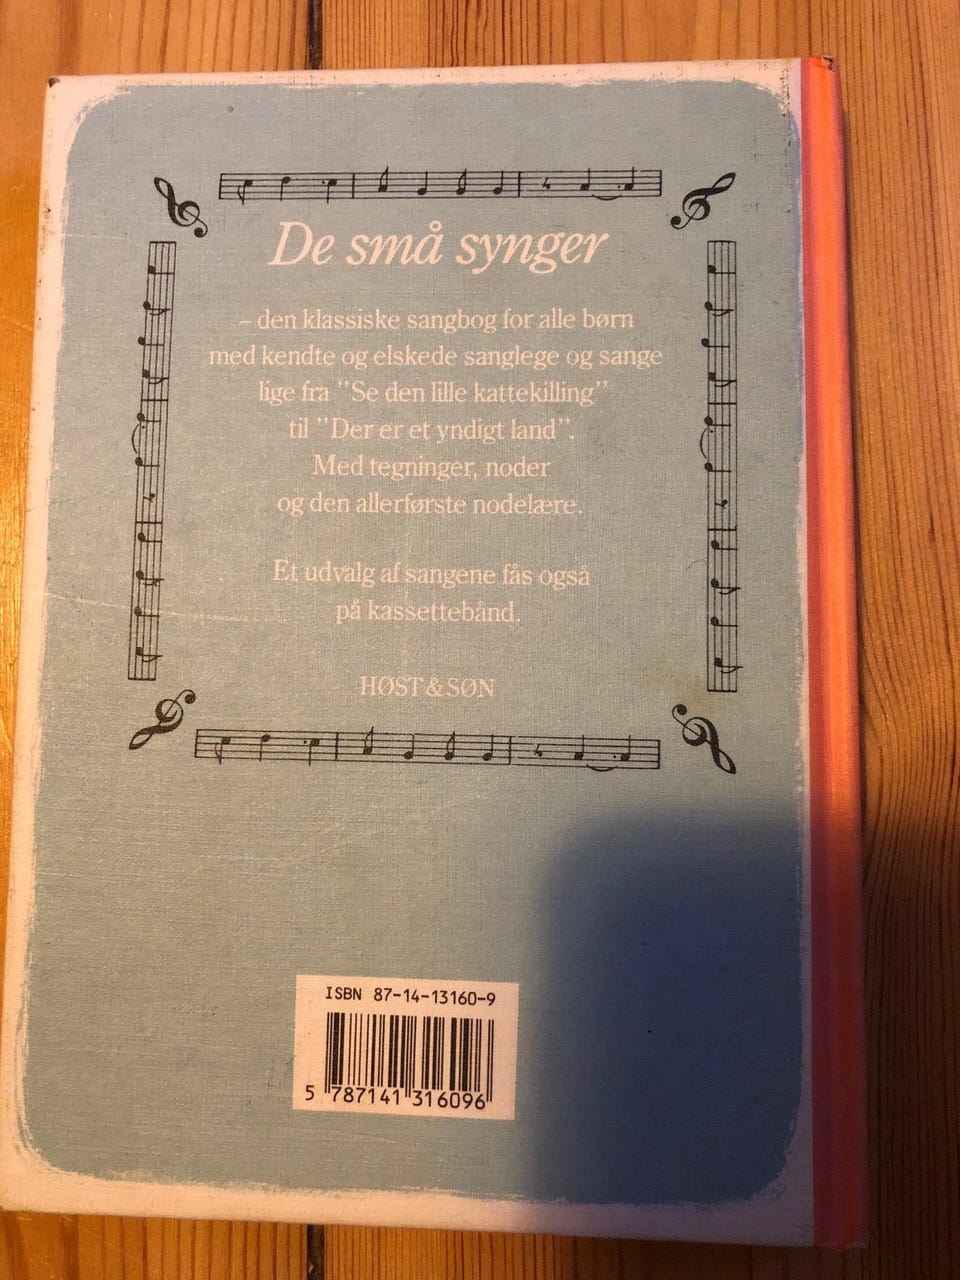 De små synger
– den klassiske sangbog for alle børn
med kendte og elskede sanglege og sange
lige fra ”Se den lille kattekilling”
til ”Der er et yndigt land”.
Med tegninger, noder
og den allerførste nodelære.
Et udvalg af sangene fås også
på kassettebånd.
HØST & SØN
ISBN 87-14-13160-9
5 787141 316096